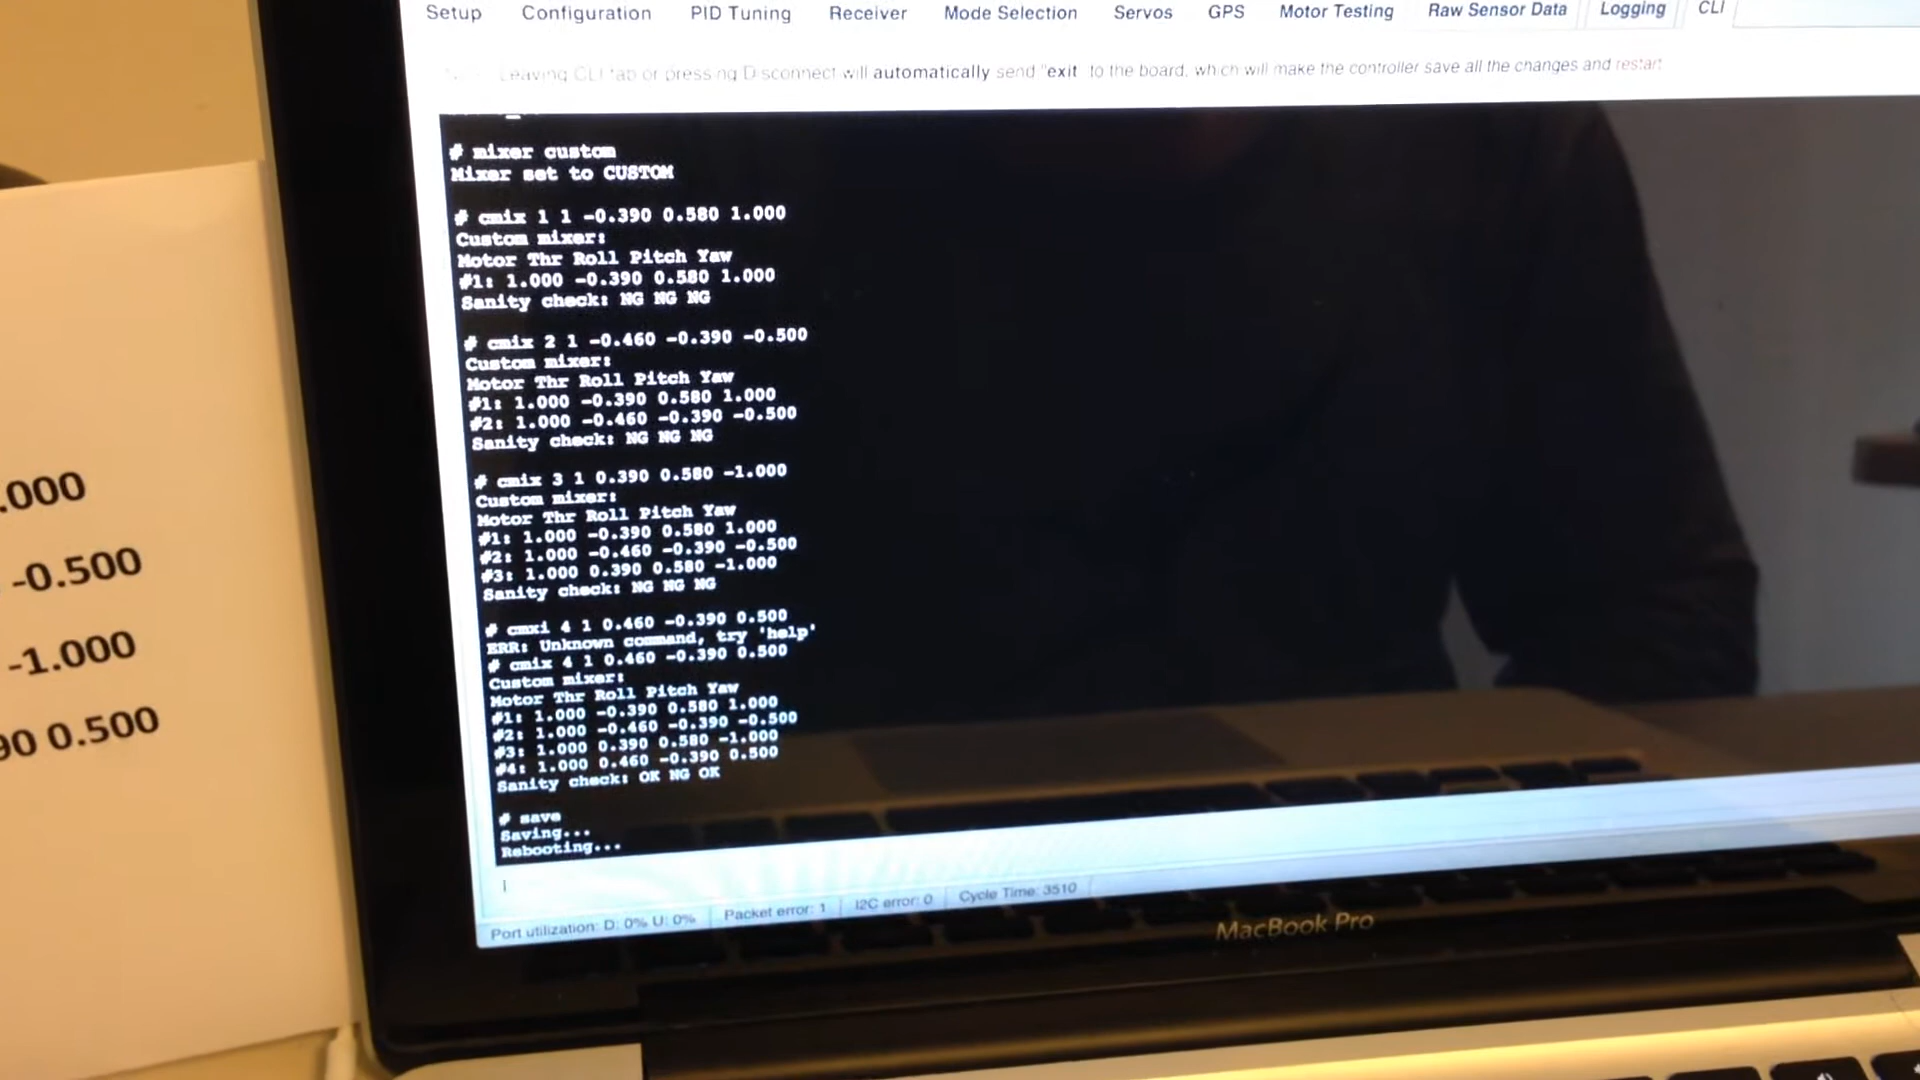 Setup Configuration PID Tuning Receiver Mode Selection Servos GPS Motor Testing Raw Sensor Data Logging CLI
Leaving CLI tab or pressing Disconnect will automatically send "exit" to the board, which will make the controller save all the changes and restart
# mixer custom
Mixer set to CUSTOM
# cmix 1 1 -0.390 0.580 1.000
Custom mixer:
Motor Thr Roll Pitch Yaw
#1: 1.000 -0.390 0.580 1.000
Sanity check: NG NG NG
# cmix 2 1 -0.460 -0.390 -0.500
Custom mixer:
Motor Thr Roll Pitch Yaw
#1: 1.000 -0.390 0.580 1.000
#2: 1.000 -0.460 -0.390 -0.500
Sanity check: NG NG NG
# cmix 3 1 0.390 0.580 -1.000
Custom mixer:
Motor Thr Roll Pitch Yaw
#1: 1.000 -0.390 0.580 1.000
#2: 1.000 -0.460 -0.390 -0.500
#3: 1.000 0.390 0.580 -1.000
Sanity check: NG NG NG
# cmxi 4 1 0.460 -0.390 0.500
ERR: Unknown command, try 'help'
# cmix 4 1 0.460 -0.390 0.500
Custom mixer:
Motor Thr Roll Pitch Yaw
#1: 1.000 -0.390 0.580 1.000
#2: 1.000 -0.460 -0.390 -0.500
#3: 1.000 0.390 0.580 -1.000
#4: 1.000 0.460 -0.390 0.500
Sanity check: OK NG OK
# save
Saving...
Rebooting...
Port utilization: D: 0% U: 0% Packet error: 1 I2C error: 0 Cycle Time: 3510
MacBook Pro
.000
-0.500
-1.000
90 0.500